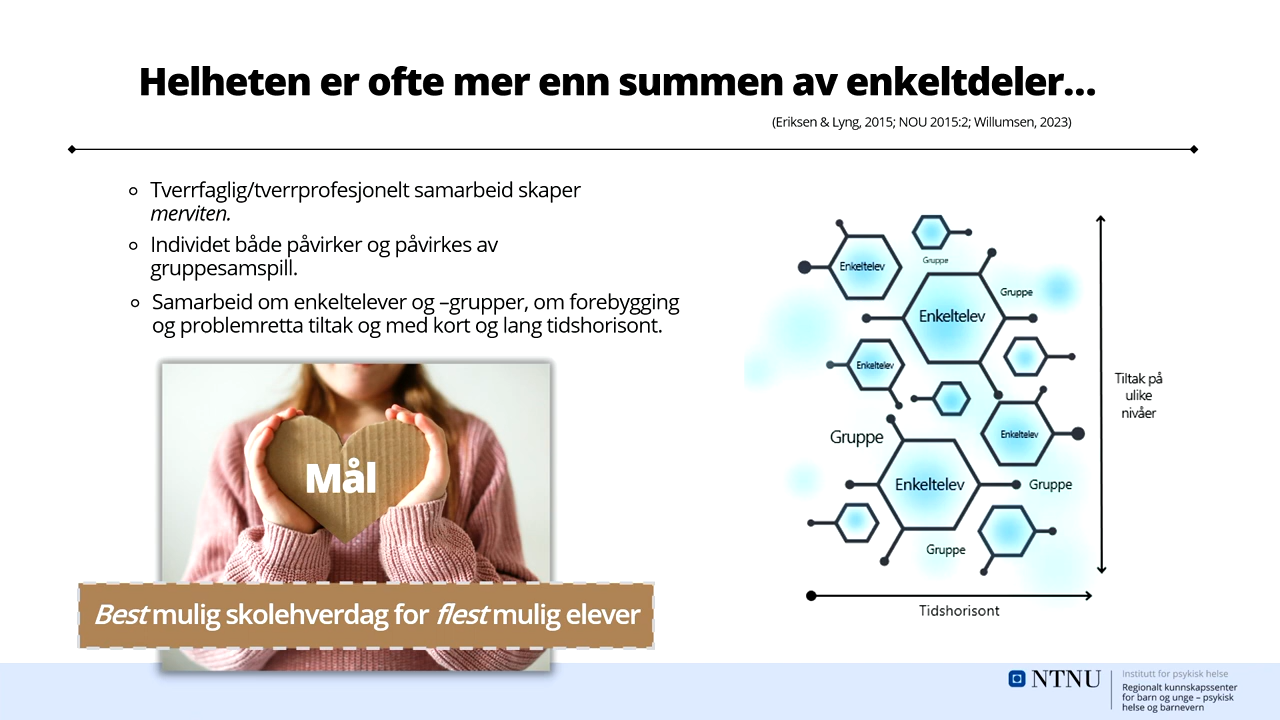 Helheten er ofte mer enn summen av enkeltdeler...
(Eriksen & Lyng, 2015; NOU 2015:2; Willumsen, 2023)
Tverrfaglig/tverrprofesjonelt samarbeid skaper
merviten.
Individet både påvirker og påvirkes av
gruppesamspill.
Samarbeid om enkeltelever og –grupper, om forebygging
og problemretta tiltak og med kort og lang tidshorisont.
Mål
Best mulig skolehverdag for flest mulig elever
Enkeltelev
Gruppe
Gruppe
Enkeltelev
Enkeltelev
Gruppe
Enkeltelev
Enkeltelev
Gruppe
Gruppe
Tiltak på
ulike
nivåer
Tidshorisont
NTNU
Institutt for psykisk helse
Regionalt kunnskapssenter
for barn og unge – psykisk
helse og barnevern